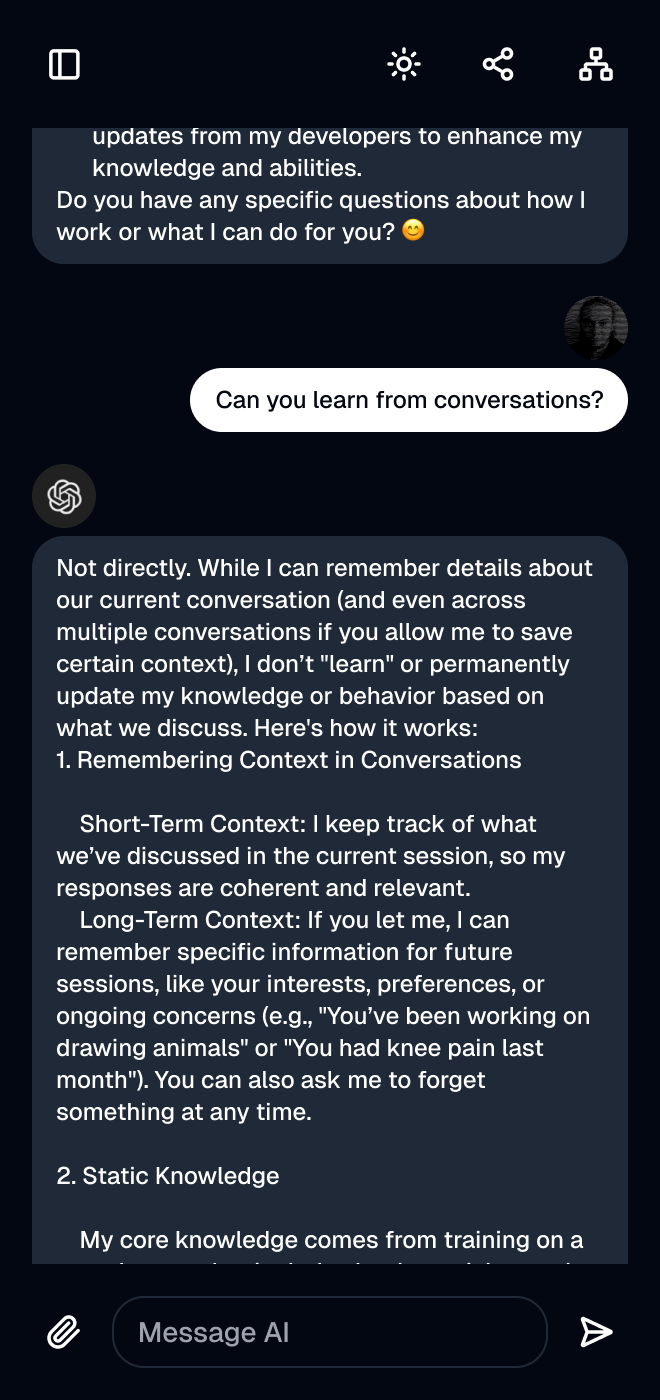 updates from my developers to enhance my
knowledge and abilities.
Do you have any specific questions about how I
work or what I can do for you? 😊
Can you learn from conversations?
Not directly. While I can remember details about
our current conversation (and even across
multiple conversations if you allow me to save
certain context), I don’t "learn" or permanently
update my knowledge or behavior based on
what we discuss. Here's how it works:
1. Remembering Context in Conversations
Short-Term Context: I keep track of what
we’ve discussed in the current session, so my
responses are coherent and relevant.
Long-Term Context: If you let me, I can
remember specific information for future
sessions, like your interests, preferences, or
ongoing concerns (e.g., "You’ve been working on
drawing animals" or "You had knee pain last
month"). You can also ask me to forget
something at any time.
2. Static Knowledge
My core knowledge comes from training on a
Message AI